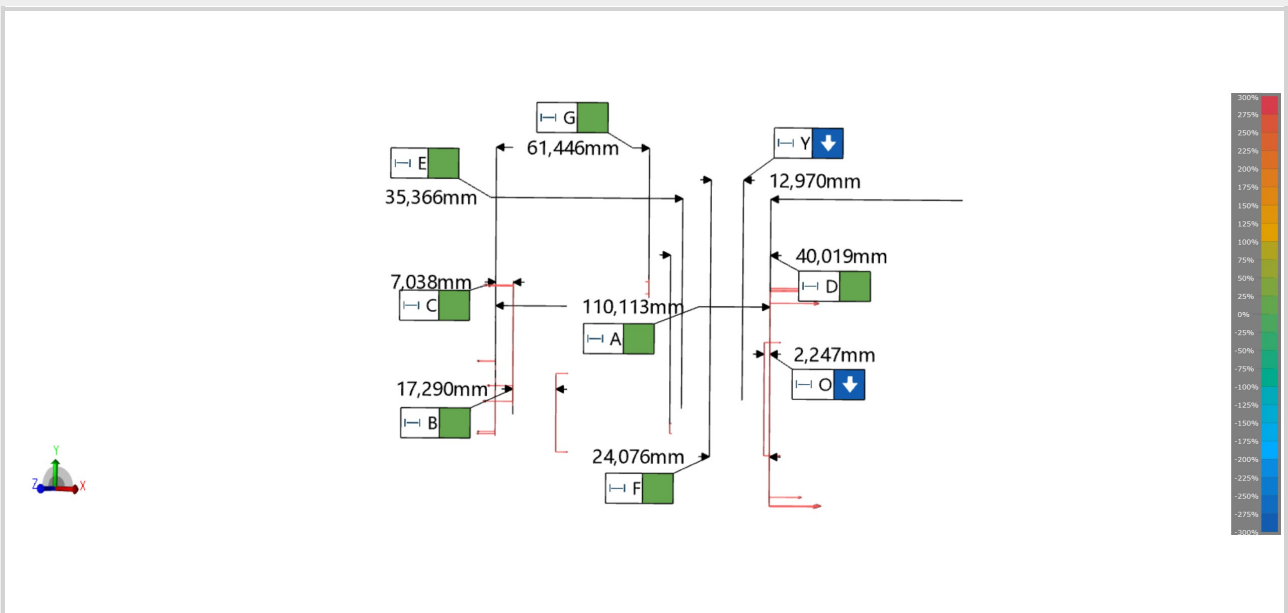 G
61,446mm
Y
E
12,970mm
35,366mm
40,019mm
7,038mm
D
C
110,113mm
A
2,247mm
O
17,290mm
B
24,076mm
F
Y
Z
X
300%
275%
250%
225%
200%
175%
150%
125%
100%
75%
50%
25%
0%
-25%
-50%
-75%
-100%
-125%
-150%
-175%
-200%
-225%
-250%
-275%
-300%